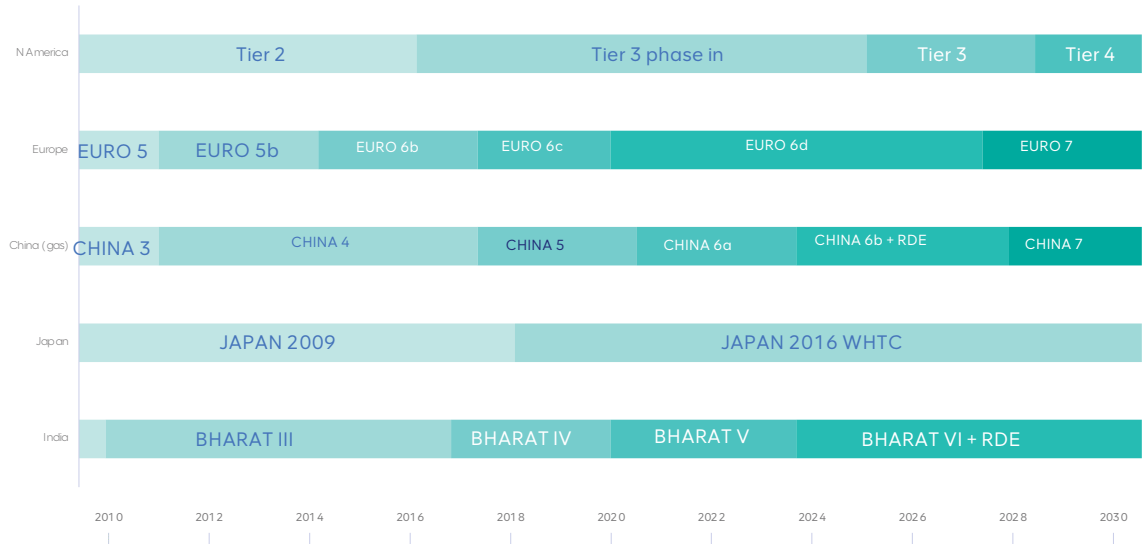 N America
Tier 2
Tier 3 phase in
Tier 3
Tier 4
Europe
EURO 5
EURO 5b
EURO 6b
EURO 6c
EURO 6d
EURO 7
China (gas)
CHINA 3
CHINA 4
CHINA 5
CHINA 6a
CHINA 6b + RDE
CHINA 7
Japan
JAPAN 2009
JAPAN 2016 WHTC
India
BHARAT III
BHARAT IV
BHARAT V
BHARAT VI + RDE
2010
2012
2014
2016
2018
2020
2022
2024
2026
2028
2030